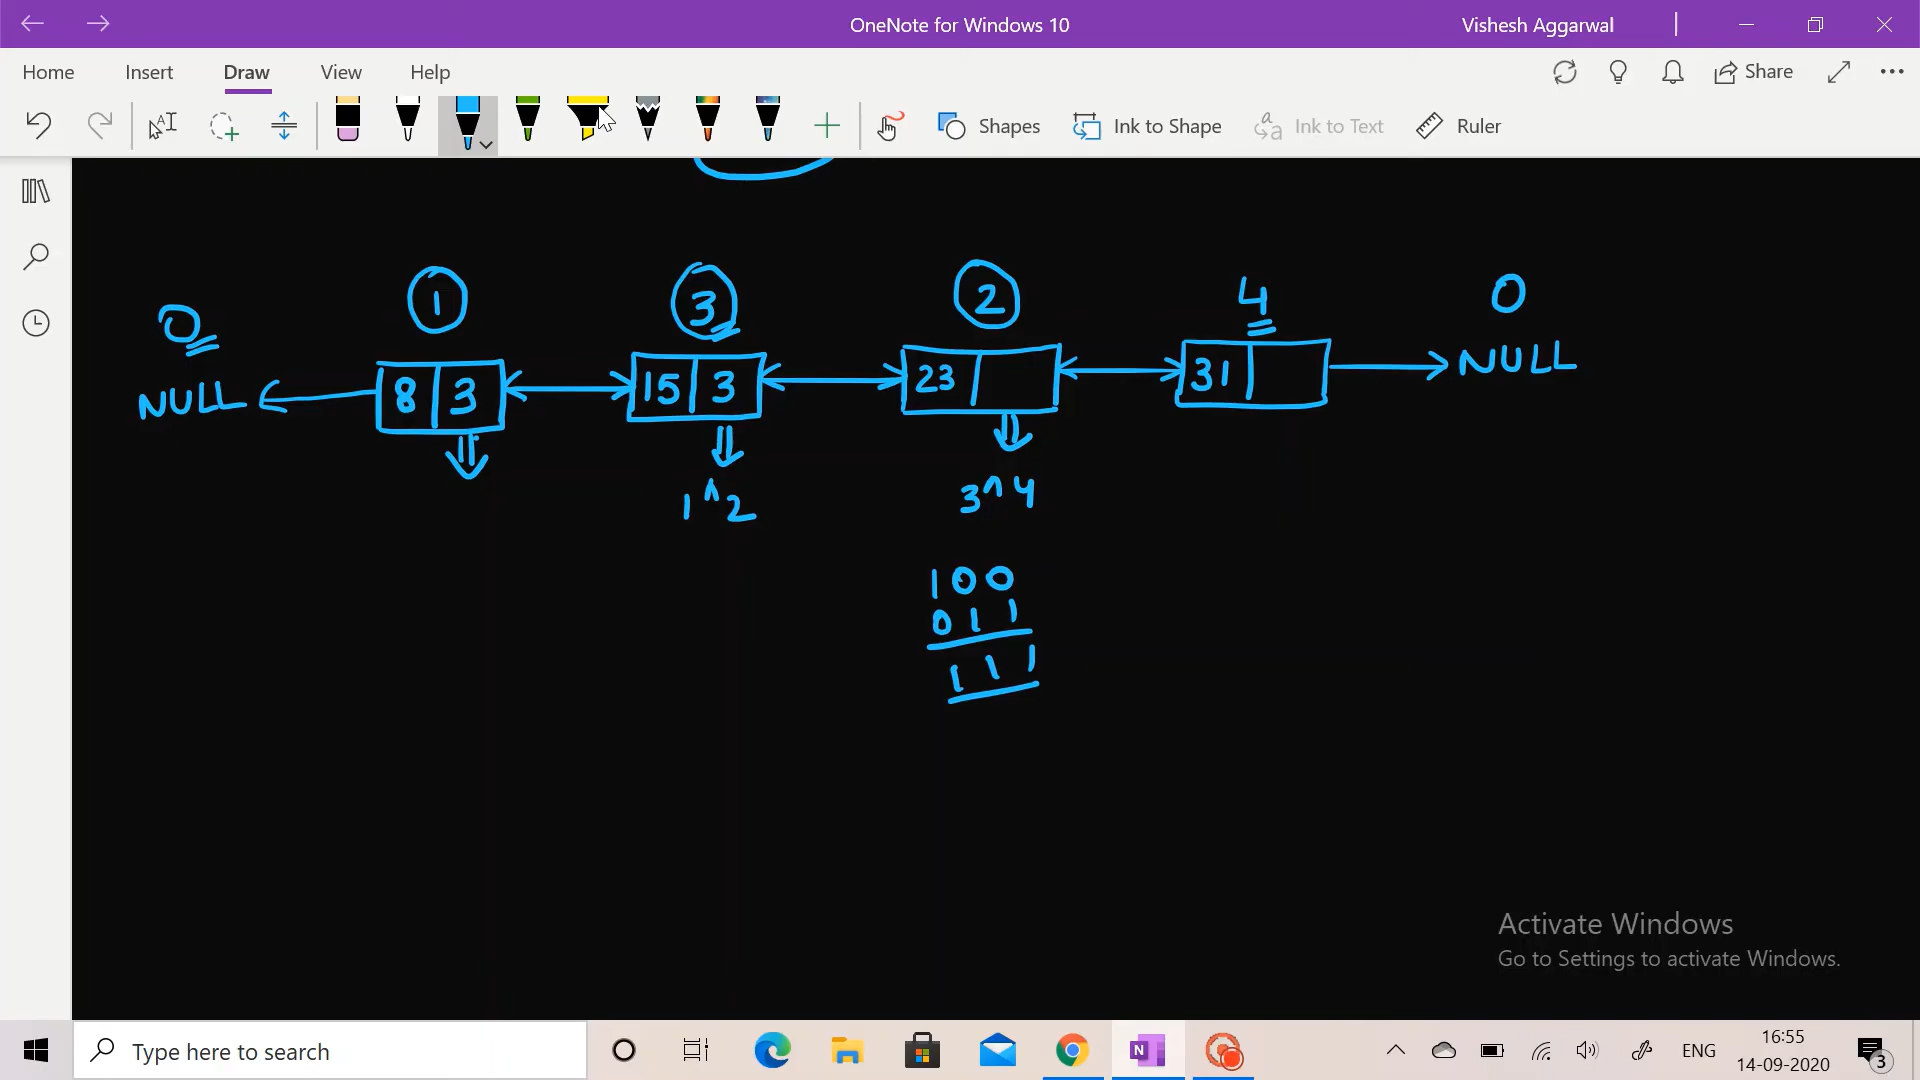 OneNote for Windows 10
Vishesh Aggarwal
Home Insert Draw View Help
Share
Shapes Ink to Shape Ink to Text Ruler
0 1 3 2 4 0
NULL 8 3 15 3 23 31 NULL
1^2 3^4
100
011
111
Activate Windows
Go to Settings to activate Windows.
Type here to search
ENG
16:55
14-09-2020
3